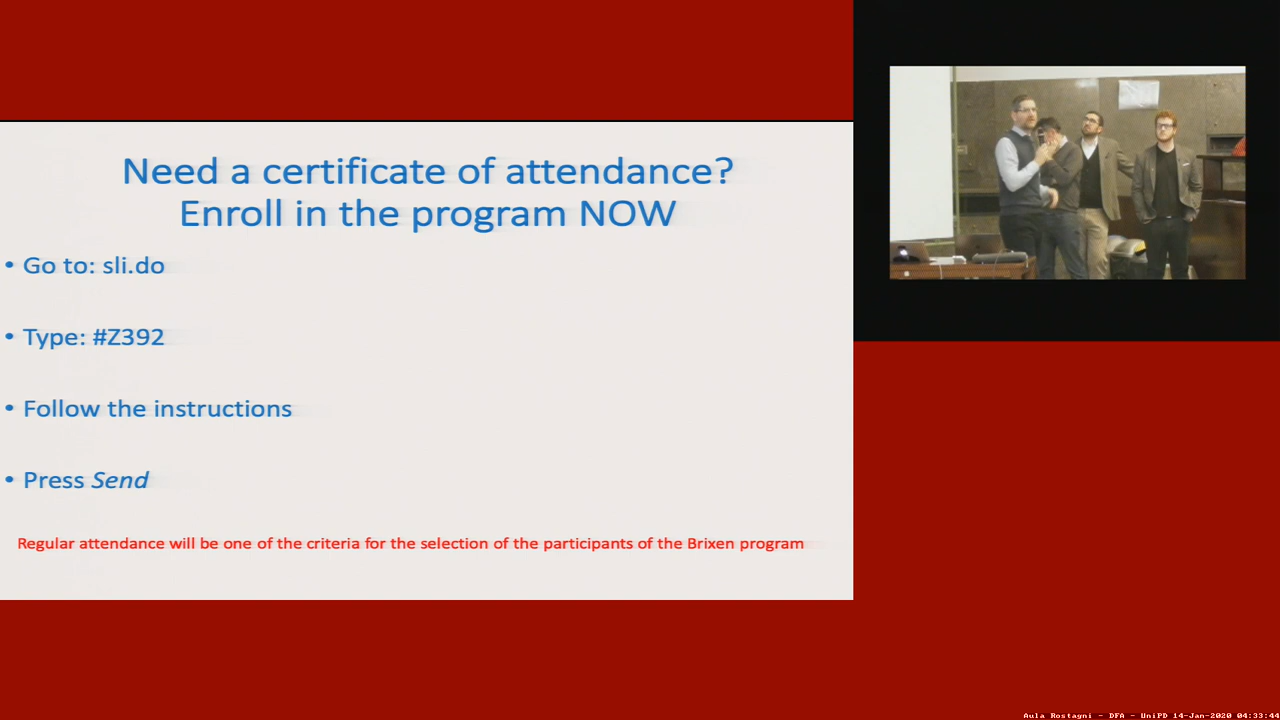 Need a certificate of attendance?
Enroll in the program NOW
• Go to: sli.do
• Type: #Z392
• Follow the instructions
• Press Send
Regular attendance will be one of the criteria for the selection of the participants of the Brixen program
Aula Rostagni - DFA - UniPD 14-Jan-2020 04:33:44